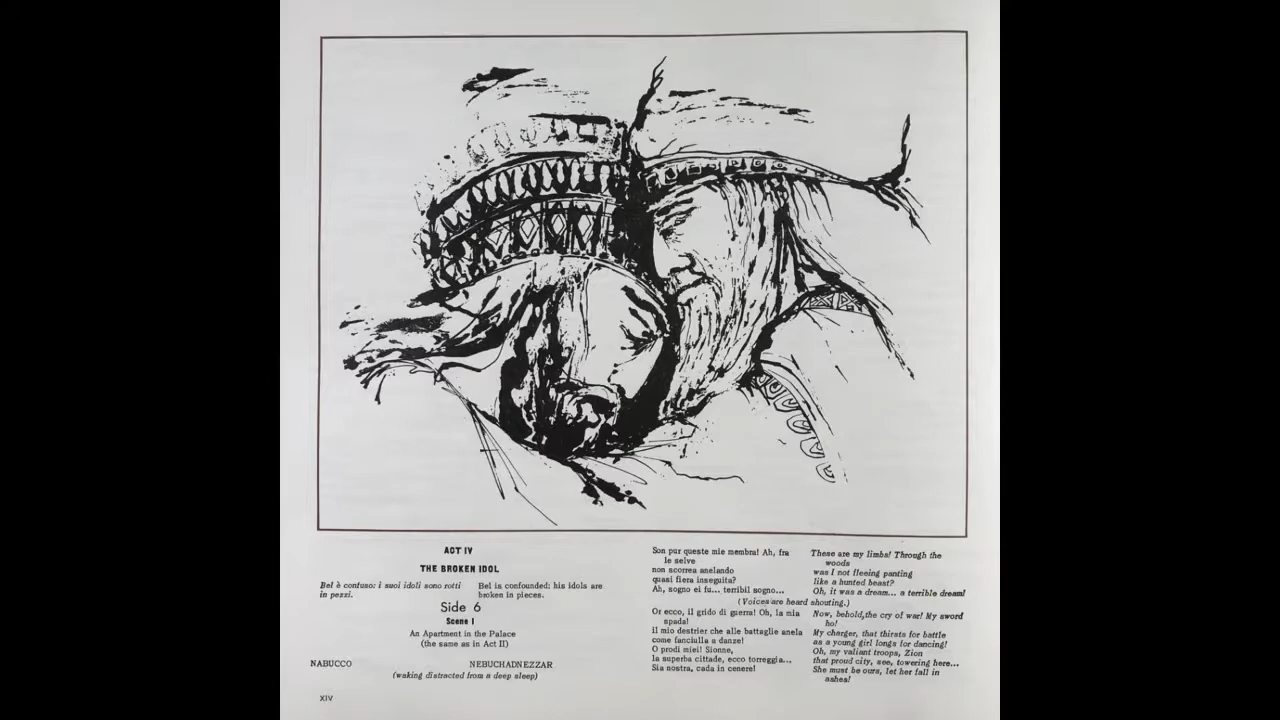 ACT IV
THE BROKEN IDOL
Bel è confuso: i suoi idoli sono rotti
in pezzi.
Bel is confounded; his idols are
broken in pieces.
Side 6
Scene I
An Apartment in the Palace
(the same as in Act II)
NABUCCO
NEBUCHADNEZZAR
(waking distracted from a deep sleep)
XIV
Son pur queste mie membra! Ah, fra
le selve
non scorrea anelando
quasi fiera inseguita?
Ah, sogno ei fu... terribil sogno...
These are my limbs! Through the
woods
was I not fleeing panting
like a hunted beast?
Oh, it was a dream... a terrible dream!
(Voices are heard shouting.)
Or ecco, il grido di guerra! Oh, la mia
spada!
il mio destrier che alle battaglie anela
come fanciulla a danze!
O prodi miei! Sionne,
la superba cittade, ecco torreggia...
Sia nostra, cada in cenere!
Now, behold,the cry of war! My sword
ho!
My charger, that thirsts for battle
as a young girl longs for dancing!
Oh, my valiant troops, Zion
that proud city, see, towering here...
She must be ours, let her fall in
ashes!